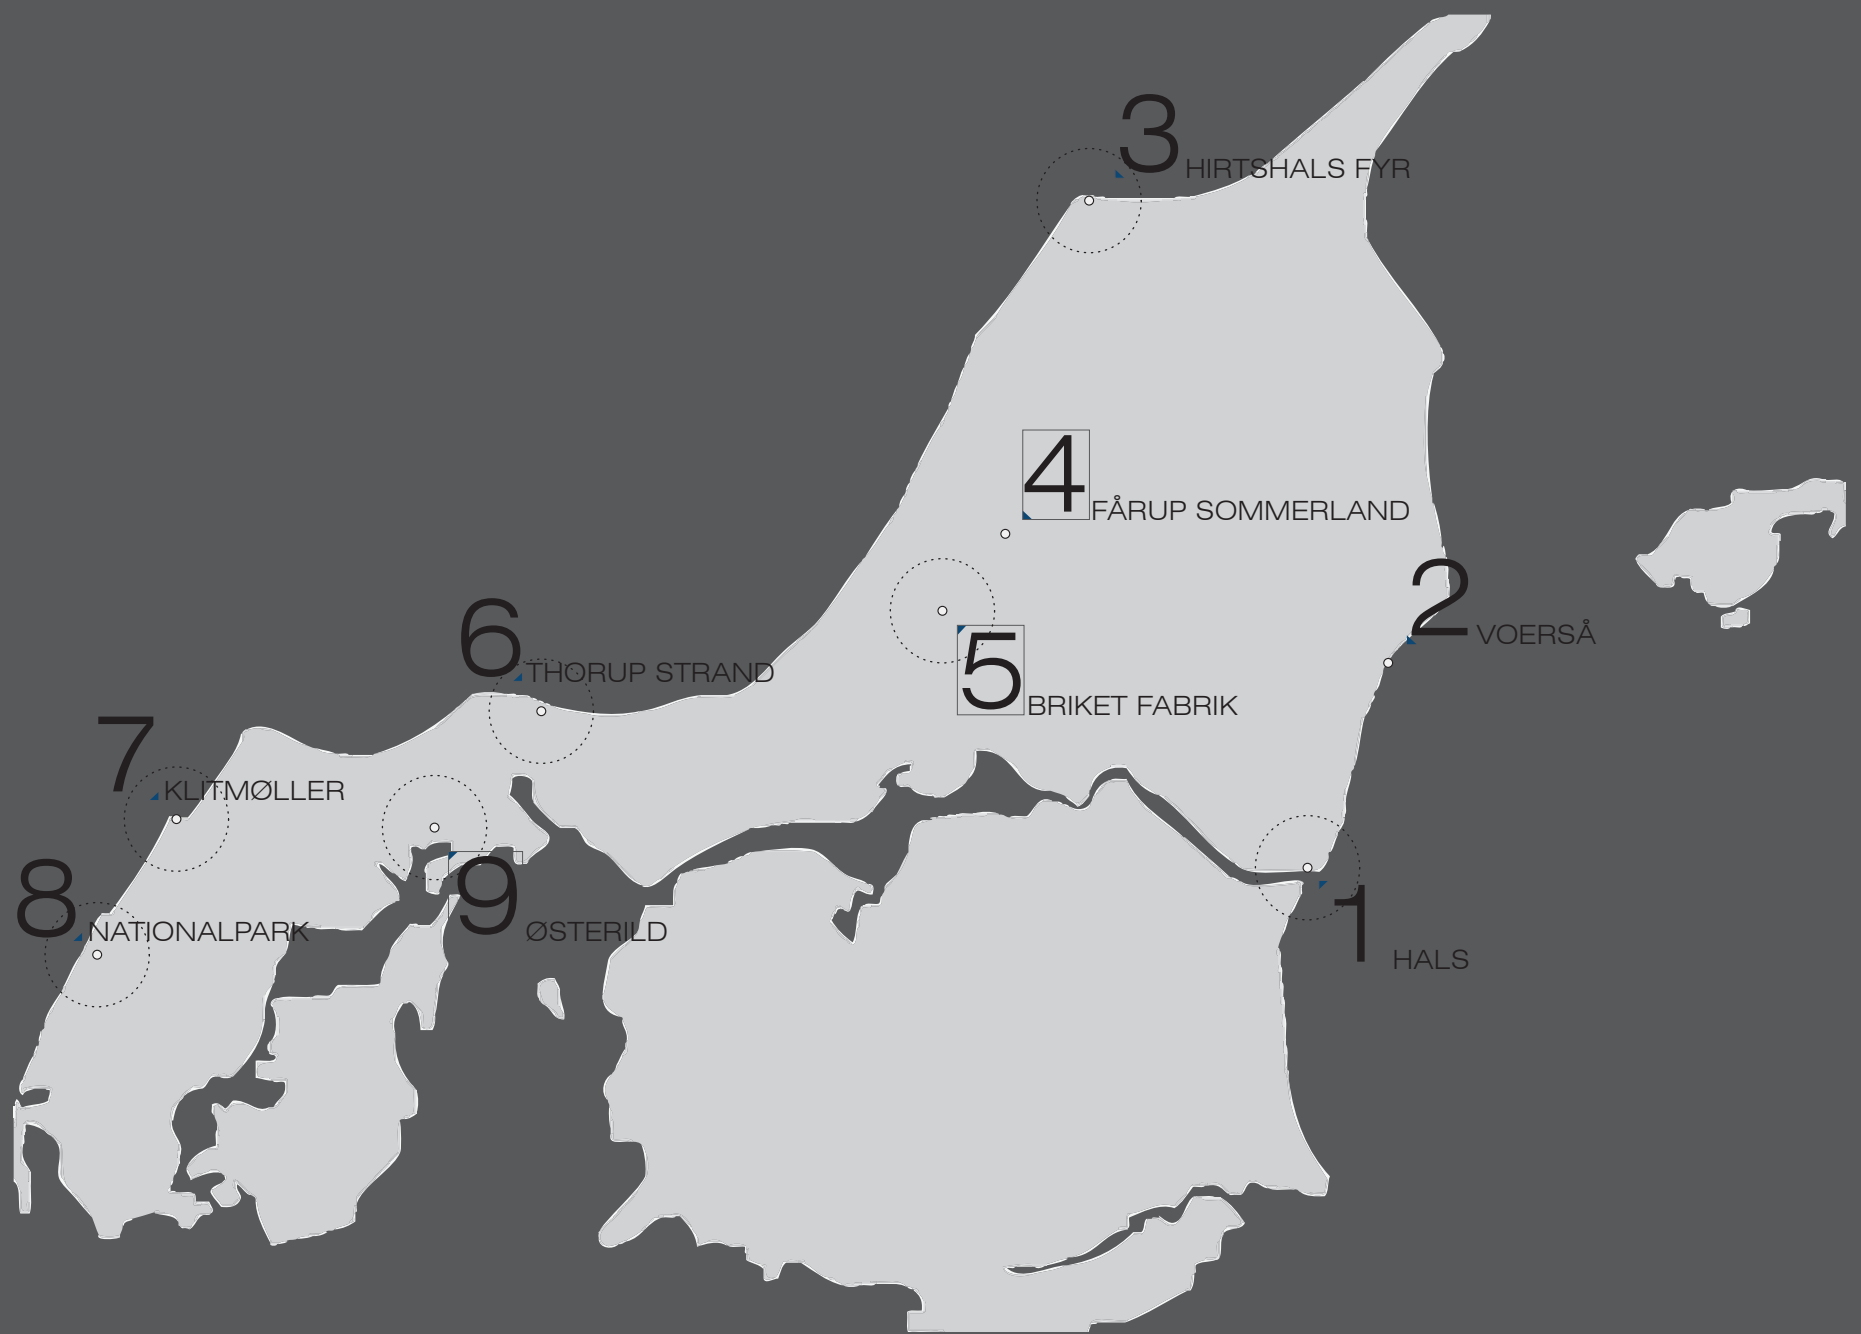 3 HIRTSHALS FYR
4 FÅRUP SOMMERLAND
2 VOERSÅ
6 THORUP STRAND
5 BRIKET FABRIK
7 KLITMØLLER
8 NATIONALPARK
9 ØSTERILD
1 HALS